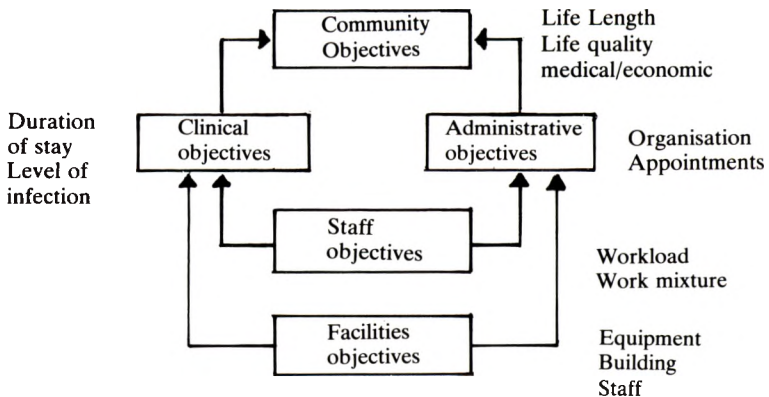 Community
Objectives
Life Length
Life quality
medical/economic
Duration
of stay
Level of
infection
Clinical
objectives
Administrative
objectives
Organisation
Appointments
Staff
objectives
Workload
Work mixture
Facilities
objectives
Equipment
Building
Staff